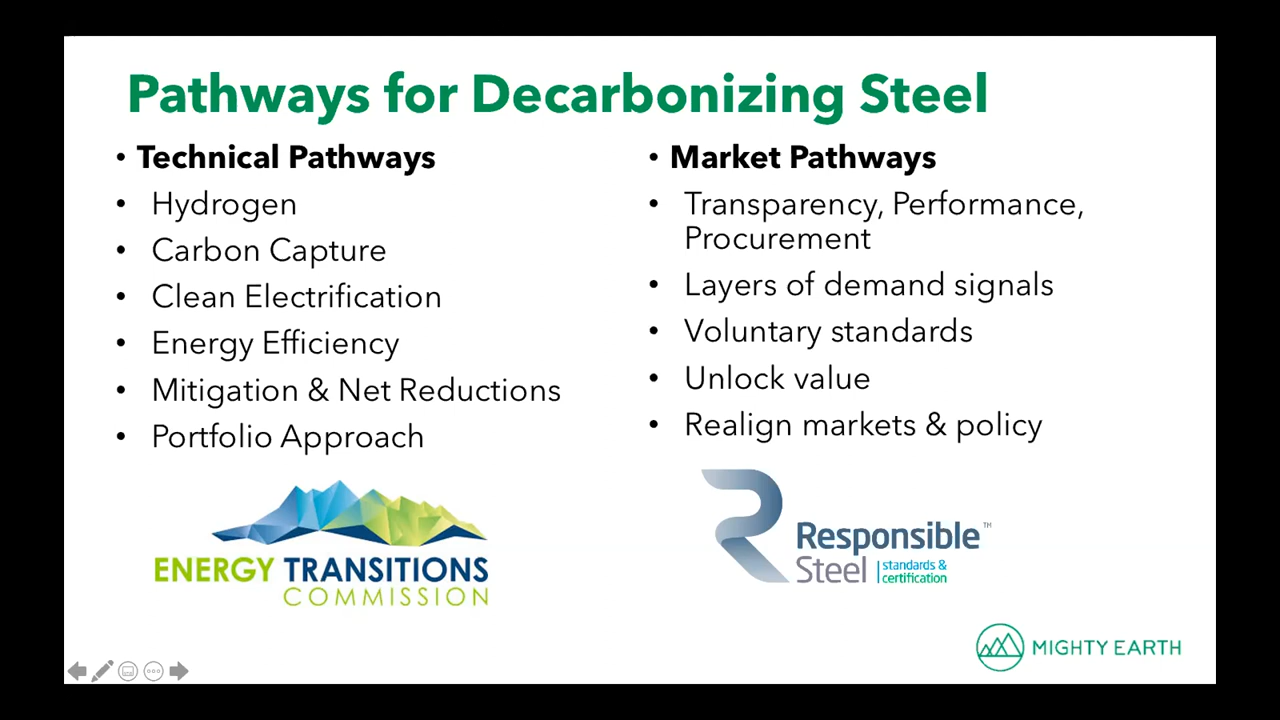 Pathways for Decarbonizing Steel
• Technical Pathways
• Hydrogen
• Carbon Capture
• Clean Electrification
• Energy Efficiency
• Mitigation & Net Reductions
• Portfolio Approach
ENERGY TRANSITIONS
COMMISSION
• Market Pathways
• Transparency, Performance,
Procurement
• Layers of demand signals
• Voluntary standards
• Unlock value
• Realign markets & policy
Responsible™
Steel
standards &
certification
MIGHTY EARTH